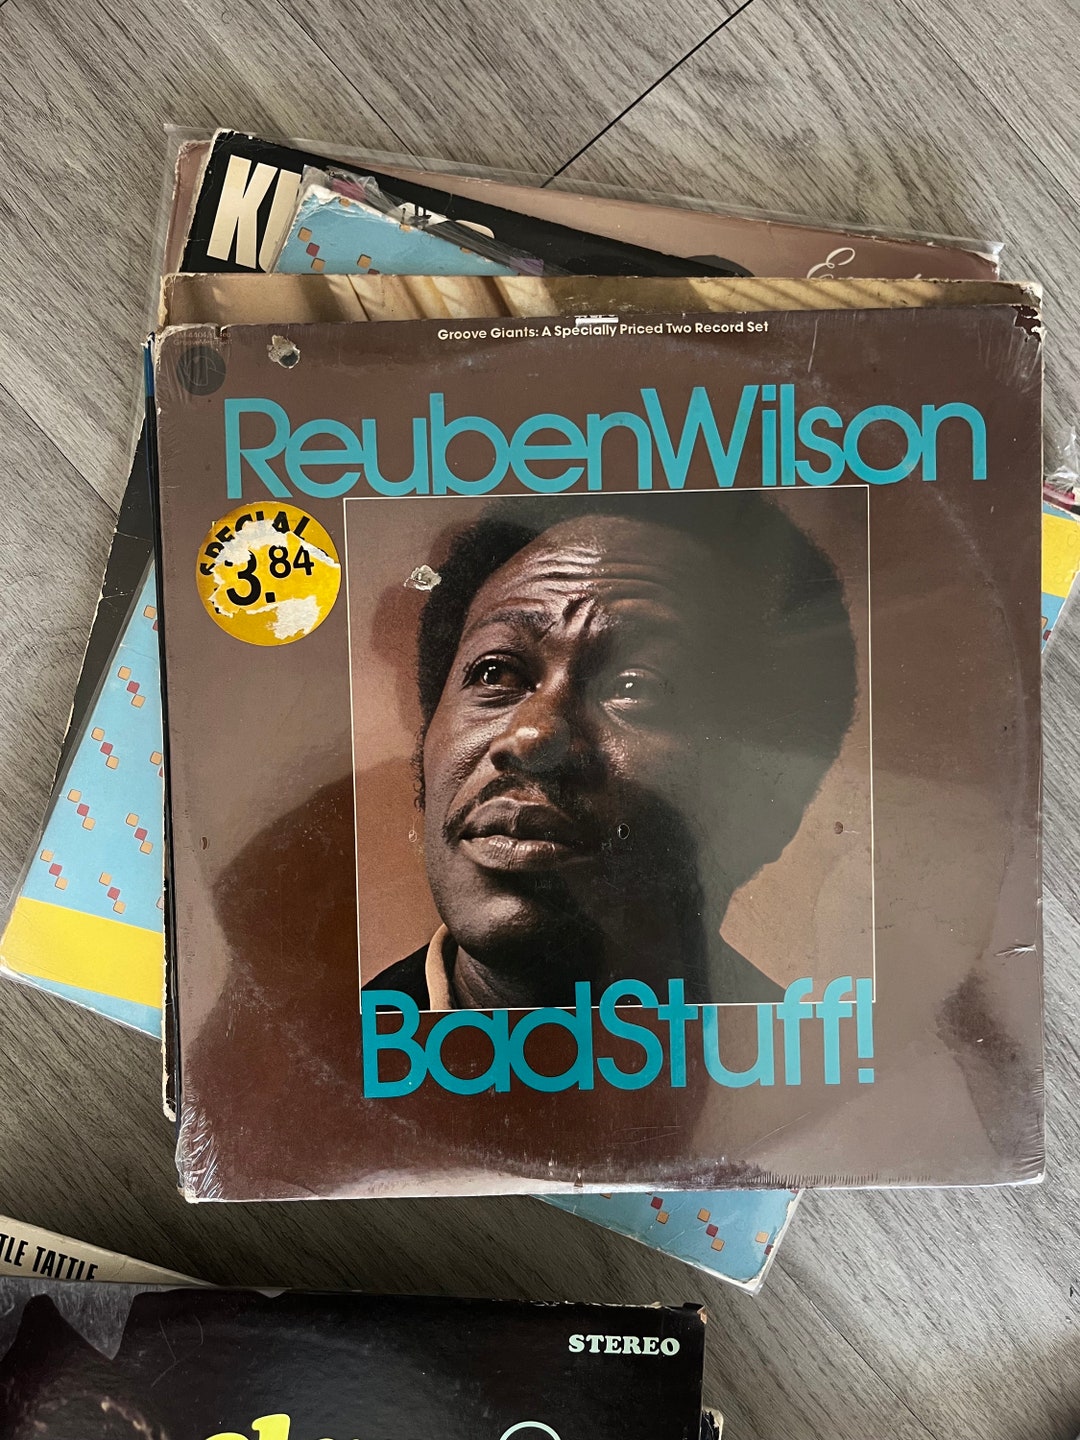 Groove Giants: A Specially Priced Two Record Set
ReubenWilson
SPECIAL
3.84
BadStuff!
TLE TATTLE
STEREO